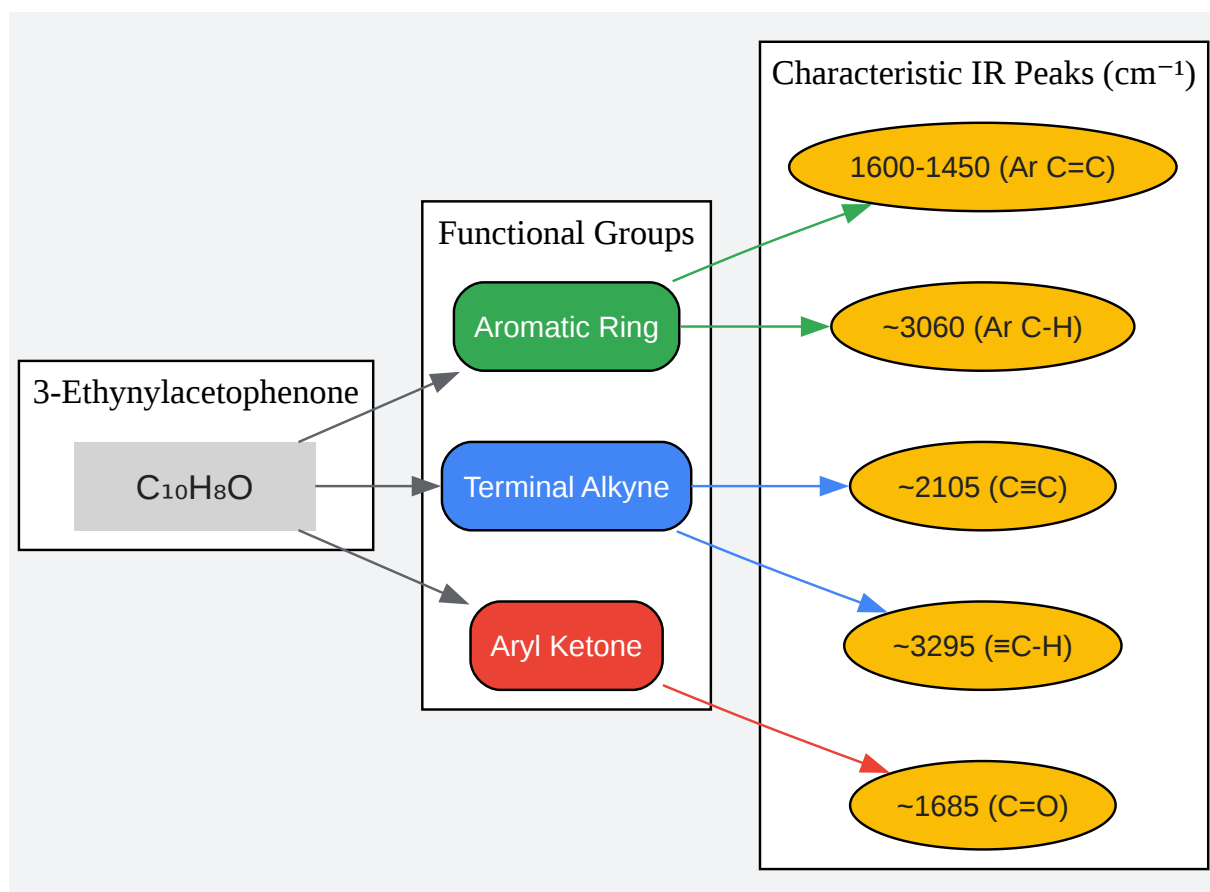 3-Ethynylacetophenone
C₁₀H₈O
Functional Groups
Aromatic Ring
Terminal Alkyne
Aryl Ketone
Characteristic IR Peaks (cm⁻¹)
1600-1450 (Ar C=C)
~3060 (Ar C-H)
~2105 (C≡C)
~3295 (≡C-H)
~1685 (C=O)